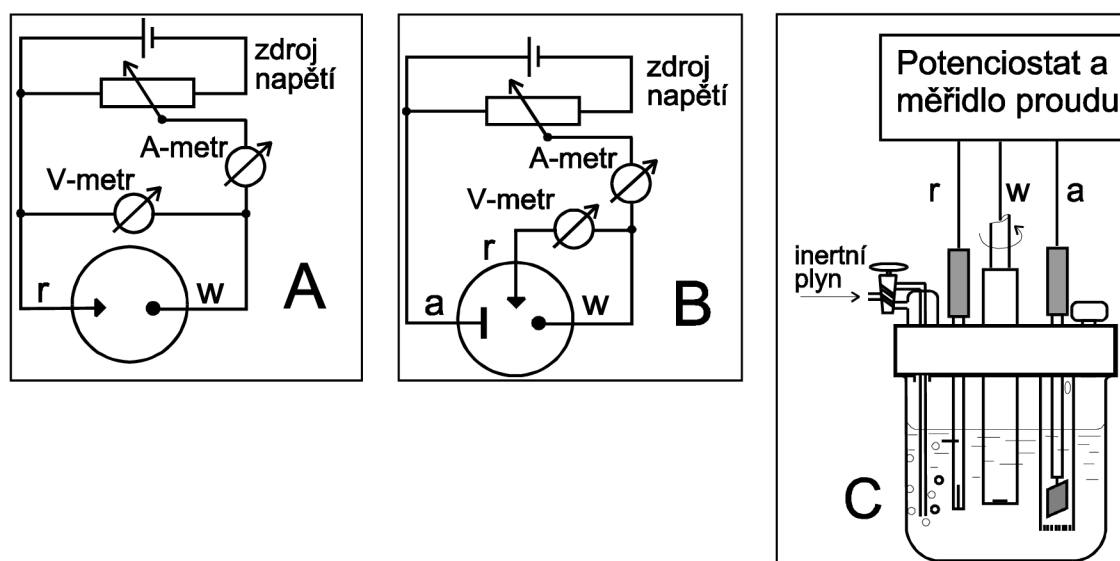 zdroj
napětí
A-metr
V-metr
r
w
A
zdroj
napětí
A-metr
V-metr
r
a
w
B
Potenciostat a
měřidlo proudu
r
w
a
inertní
plyn
C